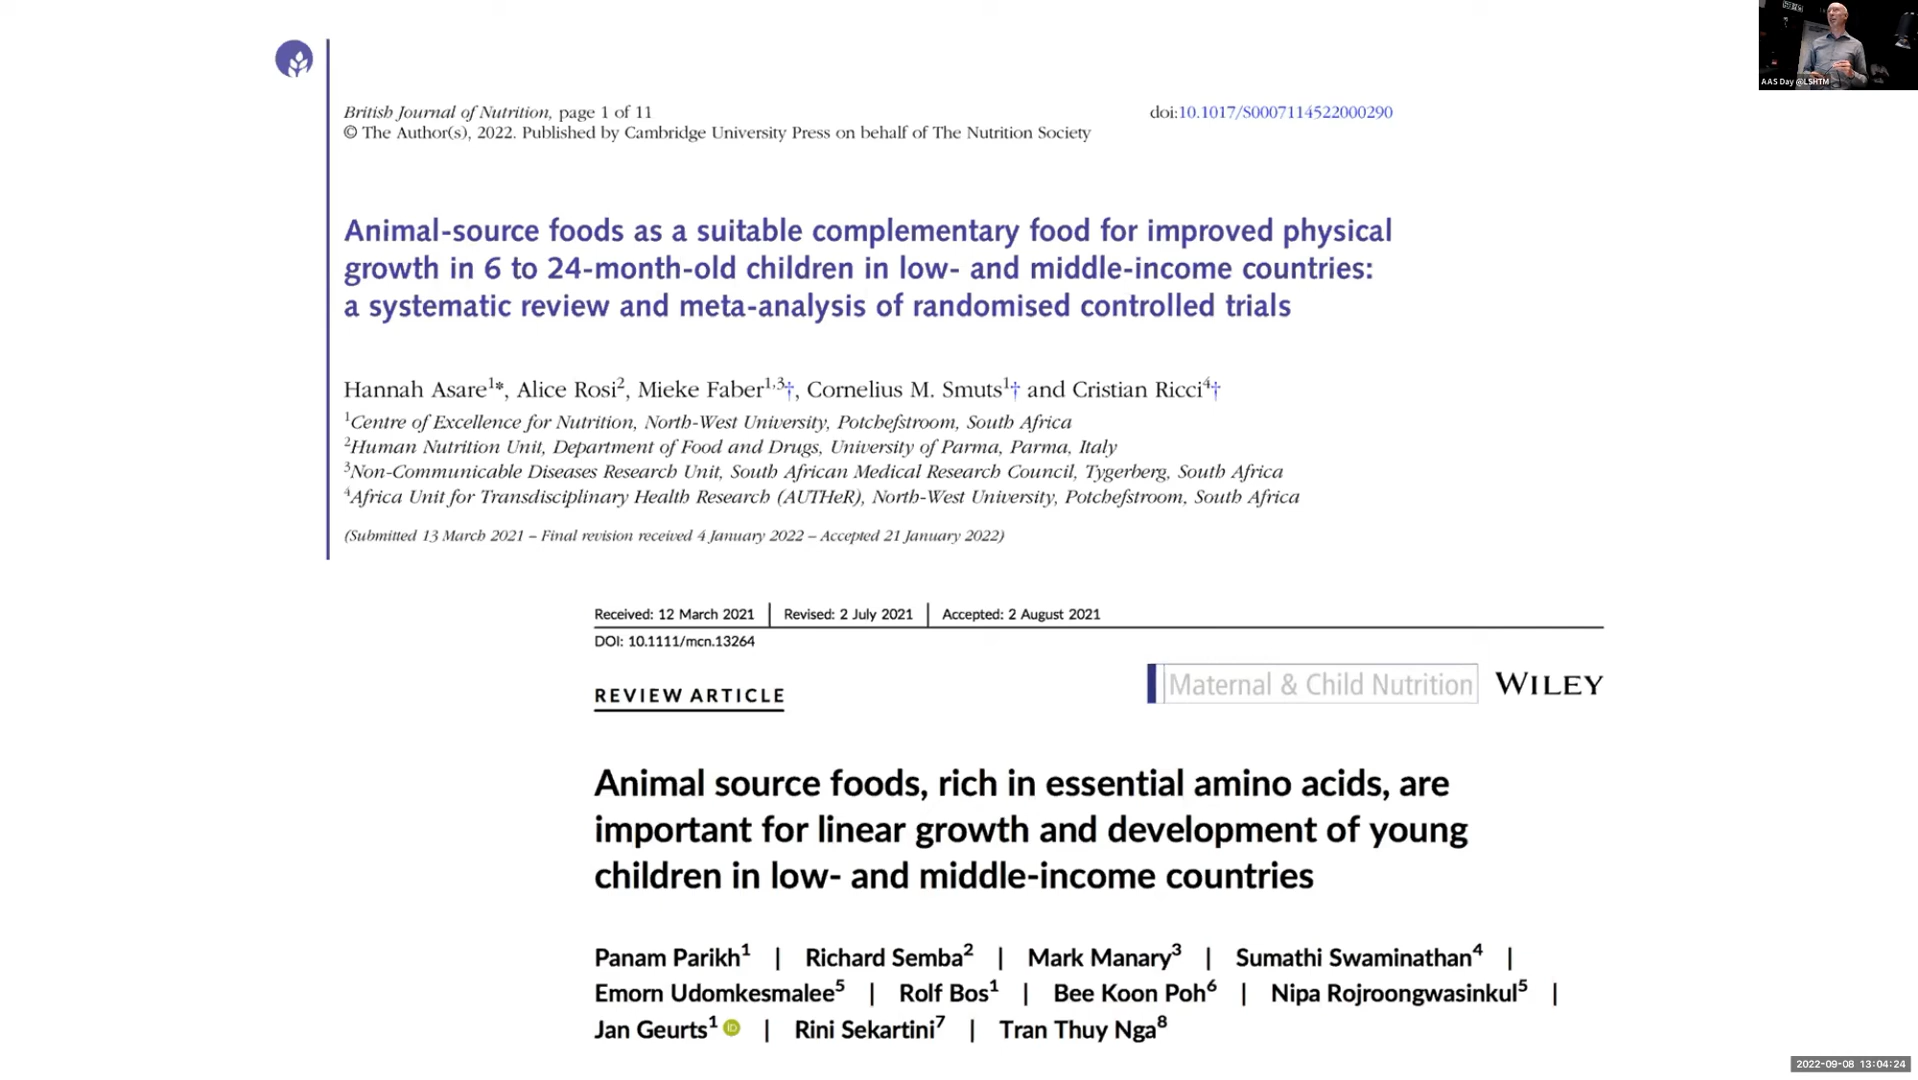 British Journal of Nutrition, page 1 of 11
doi:10.1017/S0007114522000290
© The Author(s), 2022. Published by Cambridge University Press on behalf of The Nutrition Society
Animal-source foods as a suitable complementary food for improved physical
growth in 6 to 24-month-old children in low- and middle-income countries:
a systematic review and meta-analysis of randomised controlled trials
Hannah Asare1*, Alice Rosi2, Mieke Faber1,3†, Cornelius M. Smuts1† and Cristian Ricci4†
1Centre of Excellence for Nutrition, North-West University, Potchefstroom, South Africa
2Human Nutrition Unit, Department of Food and Drugs, University of Parma, Parma, Italy
3Non-Communicable Diseases Research Unit, South African Medical Research Council, Tygerberg, South Africa
4Africa Unit for Transdisciplinary Health Research (AUTHeR), North-West University, Potchefstroom, South Africa
(Submitted 13 March 2021 – Final revision received 4 January 2022 – Accepted 21 January 2022)
Received: 12 March 2021 | Revised: 2 July 2021 | Accepted: 2 August 2021
DOI: 10.1111/mcn.13264
REVIEW ARTICLE
Maternal & Child Nutrition WILEY
Animal source foods, rich in essential amino acids, are
important for linear growth and development of young
children in low- and middle-income countries
Panam Parikh1 | Richard Semba2 | Mark Manary3 | Sumathi Swaminathan4 |
Emorn Udomkesmalee5 | Rolf Bos1 | Bee Koon Poh6 | Nipa Rojroongwasinkul5 |
Jan Geurts1 iD | Rini Sekartini7 | Tran Thuy Nga8
AAS Day @LSHTM
2022-09-08 13:04:24